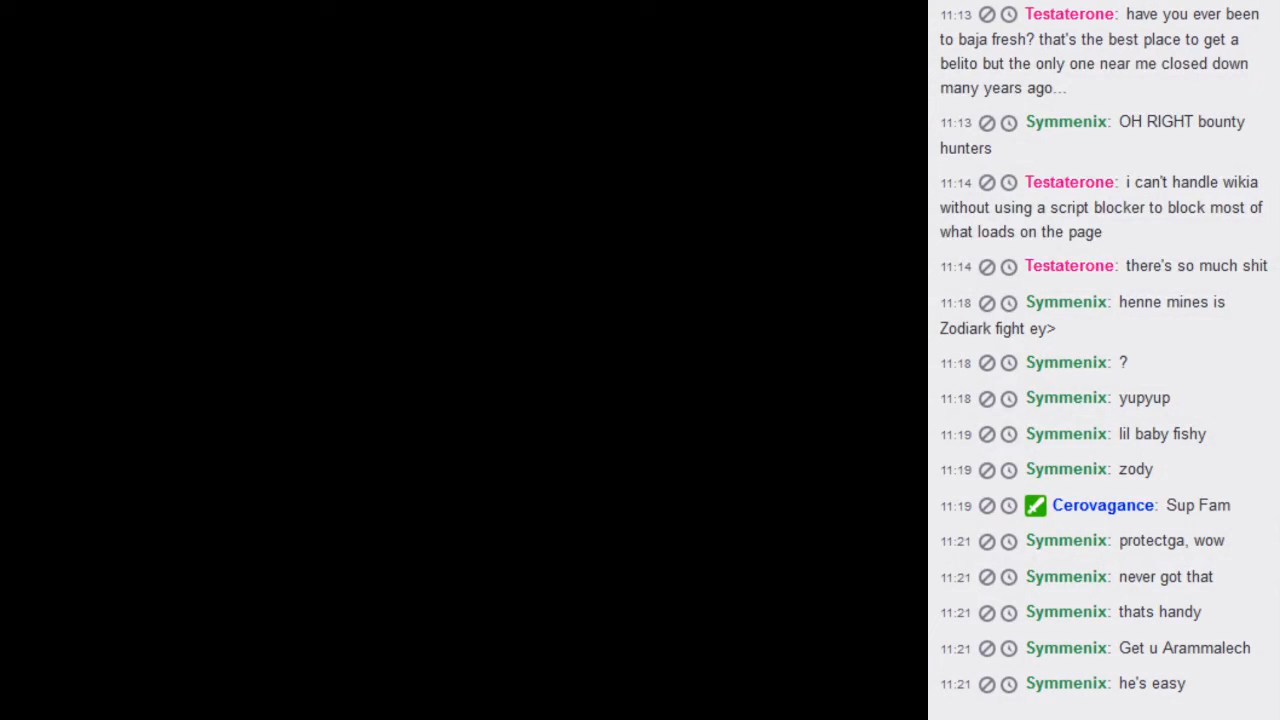 11:13 Testaterone: have you ever been
to baja fresh? that's the best place to get a
belito but the only one near me closed down
many years ago...
11:13 Symmenix: OH RIGHT bounty
hunters
11:14 Testaterone: i can't handle wikia
without using a script blocker to block most of
what loads on the page
11:14 Testaterone: there's so much shit
11:18 Symmenix: henne mines is
Zodiark fight ey>
11:18 Symmenix: ?
11:18 Symmenix: yupyup
11:19 Symmenix: lil baby fishy
11:19 Symmenix: zody
11:19 Cerovagance: Sup Fam
11:21 Symmenix: protectga, wow
11:21 Symmenix: never got that
11:21 Symmenix: thats handy
11:21 Symmenix: Get u Arammalech
11:21 Symmenix: he's easy